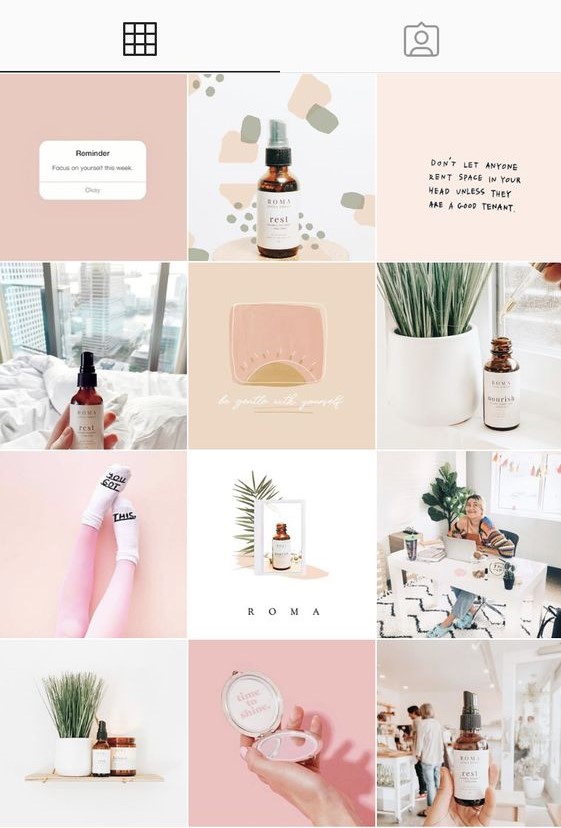 Reminder
Focus on yourself this week.
Okay
ROMA
rest
DON'T LET ANYONE
RENT SPACE IN YOUR
HEAD UNLESS THEY
ARE A GOOD TENANT.
ROMA
rest
be gentle with yourself
ROMA
nourish
YOU
GOT
THIS
ROMA
time
to
shine.
ROMA
rest